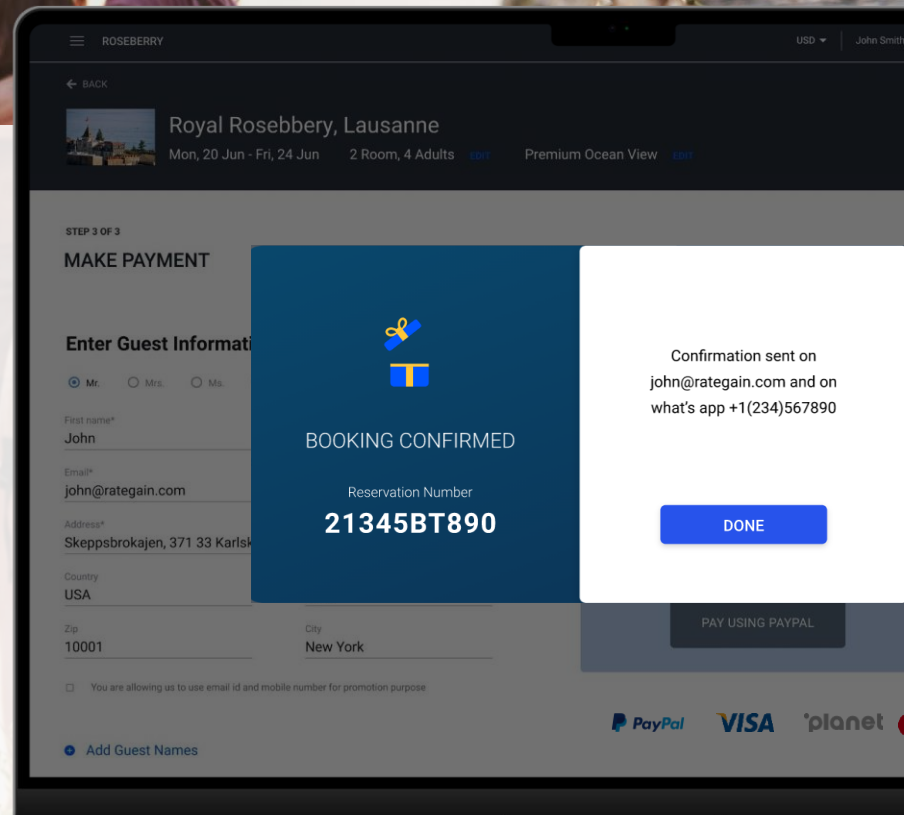 ROSEBERRY
USD
John Smith
BACK
Royal Rosebbery, Lausanne
Mon, 20 Jun - Fri, 24 Jun 2 Room, 4 Adults EDIT Premium Ocean View EDIT
STEP 3 OF 3
MAKE PAYMENT
Enter Guest Informati
Mr. Mrs. Ms.
First name*
John
Email*
john@rategain.com
Address*
Skeppsbrokajen, 371 33 Karlsk
Country
USA
Zip
10001
City
New York
You are allowing us to use email id and mobile number for promotion purpose
Add Guest Names
BOOKING CONFIRMED
Reservation Number
21345BT890
Confirmation sent on
john@rategain.com and on
what's app +1(234)567890
DONE
PAY USING PAYPAL
PayPal VISA planet